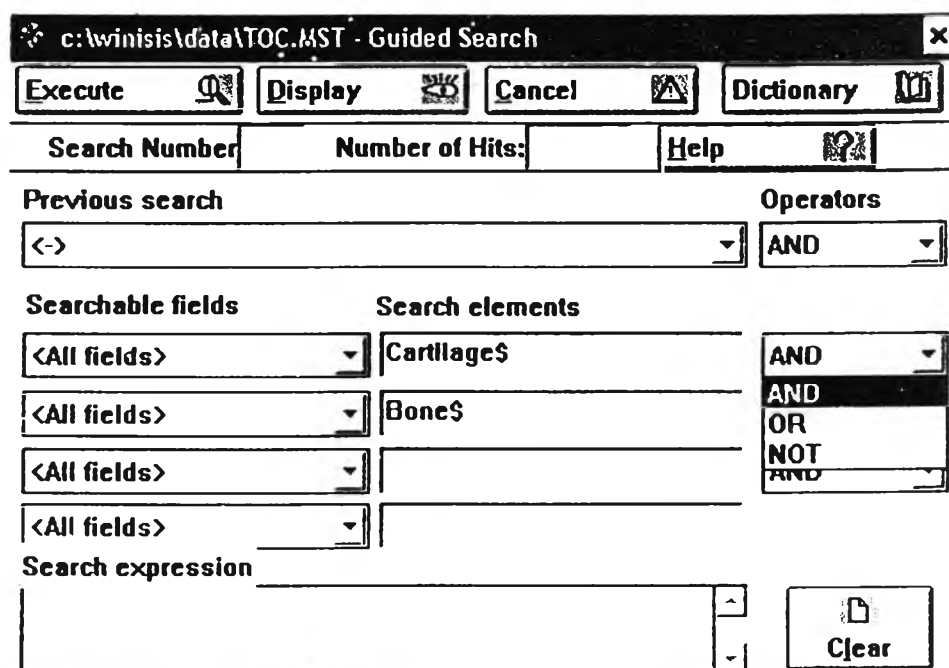 c:\winisis\data\TOC.MST - Guided Search
Execute Display Cancel Dictionary
Search Number Number of Hits: Help
Previous search Operators
<-> AND
Searchable fields Search elements
<All fields> Cartilage$ AND
AND
<All fields> Bone$
OR
NOT
<All fields> AND
<All fields>
Search expression
Clear